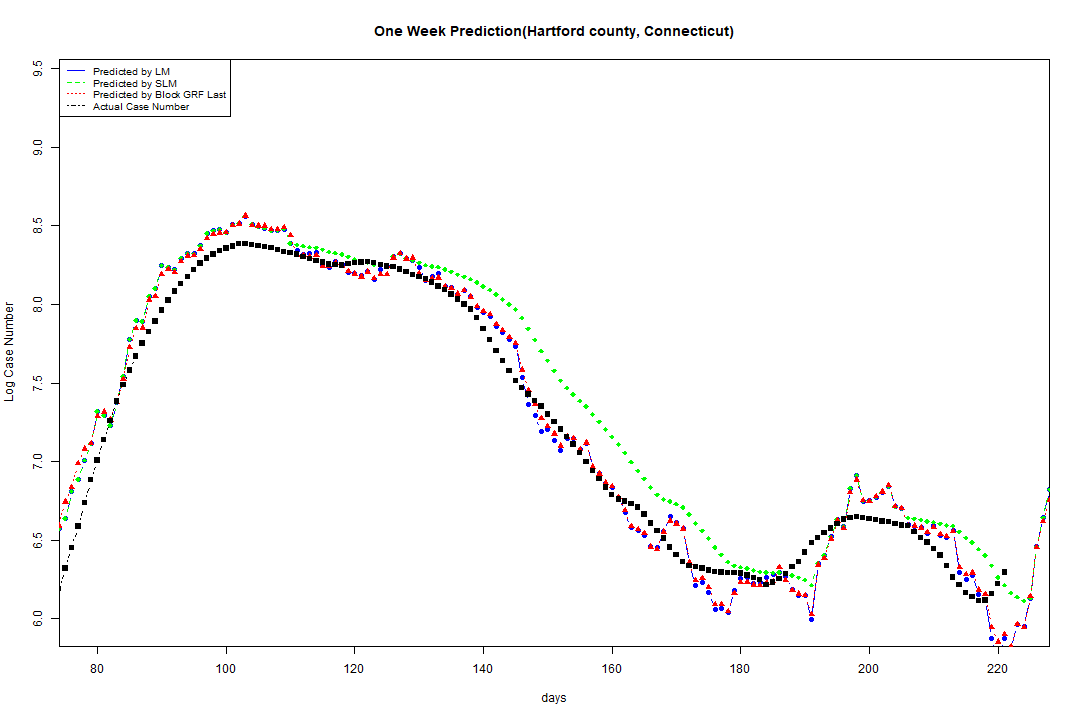 One Week Prediction(Hartford county, Connecticut)
Predicted by LM
Predicted by SLM
Predicted by Block GRF Last
Actual Case Number
9.5
9.0
8.5
8.0
7.5
7.0
6.5
6.0
Log Case Number
80 100 120 140 160 180 200 220
days